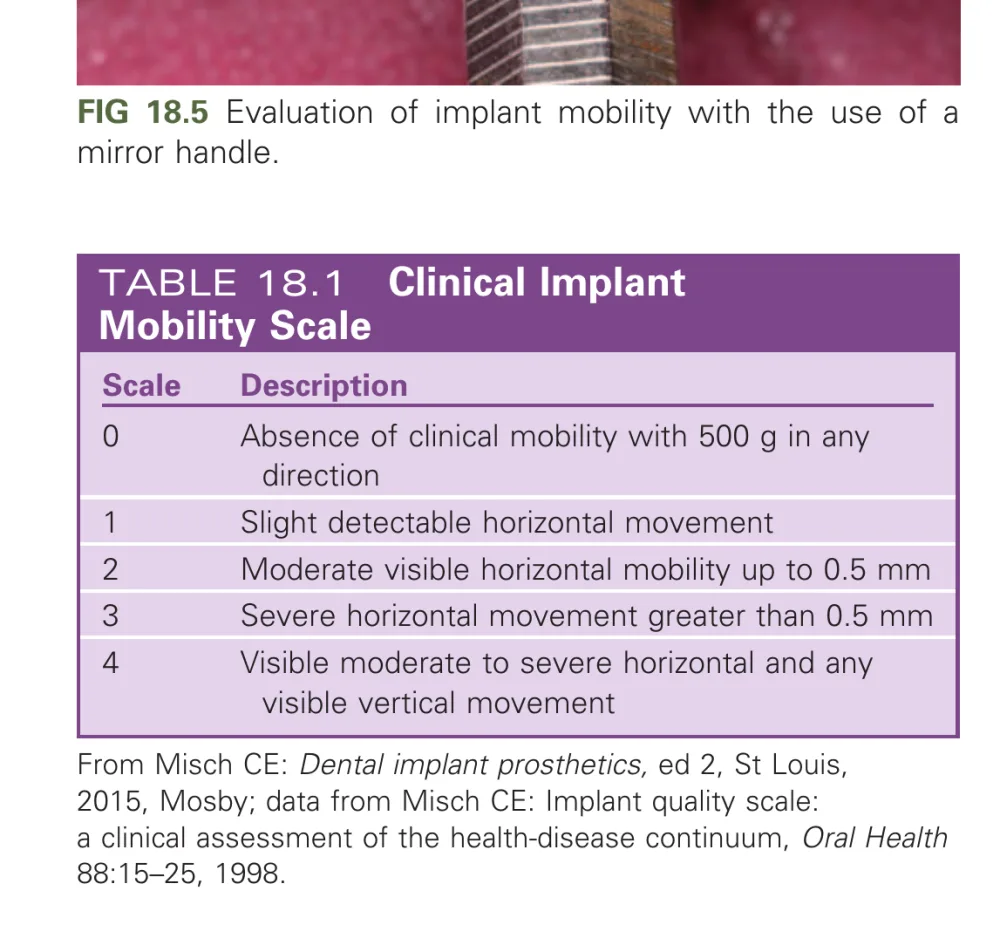 FIG 18.5 Evaluation of implant mobility with the use of a
mirror handle.
TABLE 18.1 Clinical Implant
Mobility Scale
Scale Description
0 Absence of clinical mobility with 500 g in any
direction
1 Slight detectable horizontal movement
2 Moderate visible horizontal mobility up to 0.5 mm
3 Severe horizontal movement greater than 0.5 mm
4 Visible moderate to severe horizontal and any
visible vertical movement
From Misch CE: Dental implant prosthetics, ed 2, St Louis,
2015, Mosby; data from Misch CE: Implant quality scale:
a clinical assessment of the health-disease continuum, Oral Health
88:15–25, 1998.